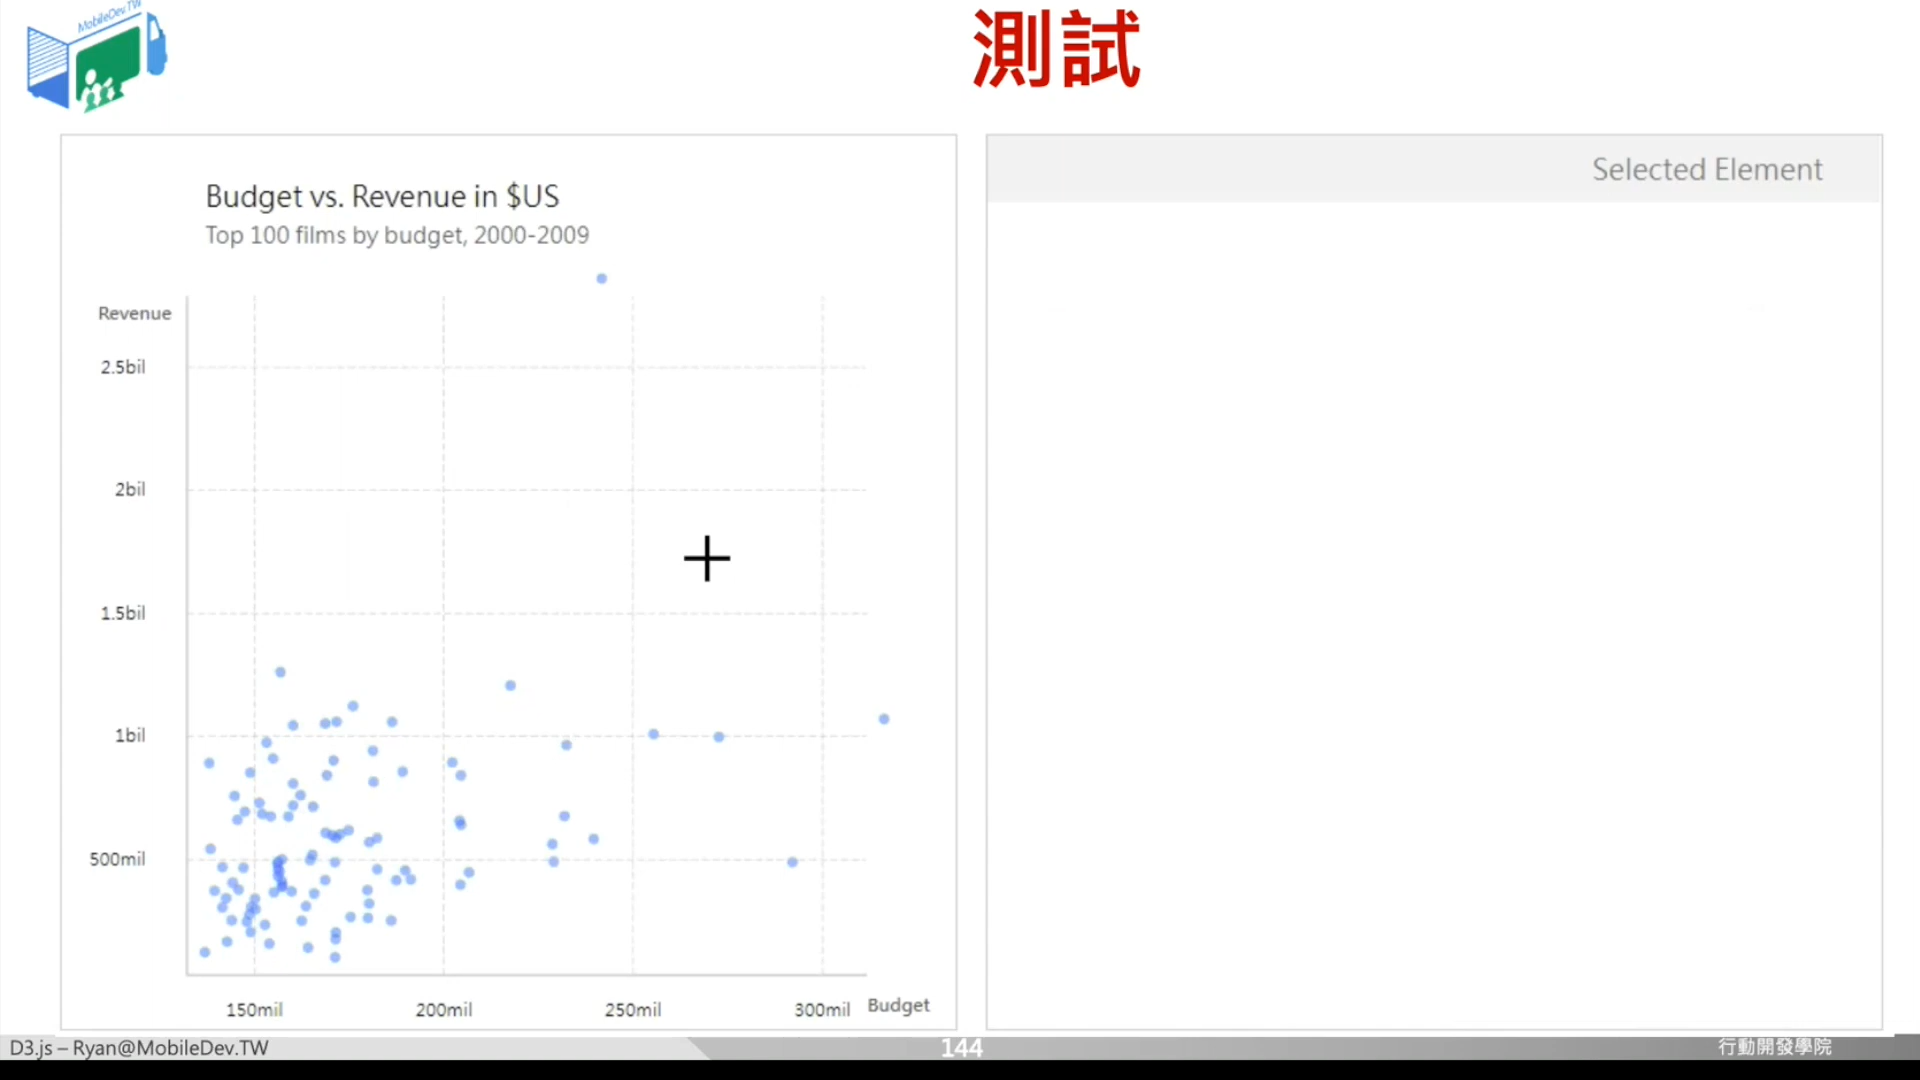 MobileDev.TW
測試
Budget vs. Revenue in $US
Top 100 films by budget, 2000-2009
Revenue
2.5bil
2bil
1.5bil
1bil
500mil
150mil
200mil
250mil
300mil
Budget
Selected Element
D3.js – Ryan@MobileDev.TW
144
行動開發學院